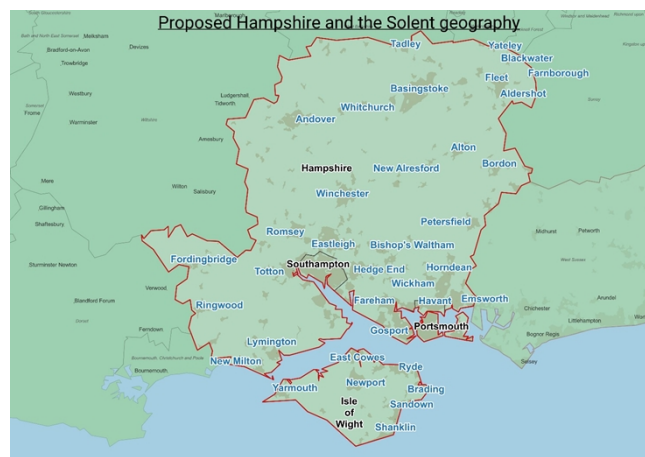 Proposed Hampshire and the Solent geography
Tadley
Yateley
Blackwater
Bradford-on-Avon
Devizes
Trowbridge
Fleet
Farnborough
Basingstoke
Aldershot
Westbury
Ludgershall
Tidworth
Whitchurch
Frome
Warminster
Andover
Amesbury
Alton
Hampshire
New Alresford
Bordon
Mere
Wilton
Salisbury
Winchester
Gillingham
Shaftesbury
Petersfield
Romsey
Midhurst
Petworth
Eastleigh
Bishop's Waltham
Fordingbridge
Southampton
Sturminster Newton
Totton
Hedge End
Horndean
Wickham
Verwood
Blandford Forum
Ringwood
Fareham
Havant
Emsworth
Arundel
Chichester
Littlehampton
Ferndown
Gosport
Portsmouth
Bognor Regis
Lymington
New Milton
East Cowes
Selsey
Bournemouth
Ryde
Yarmouth
Newport
Brading
Isle
of
Wight
Sandown
Shanklin